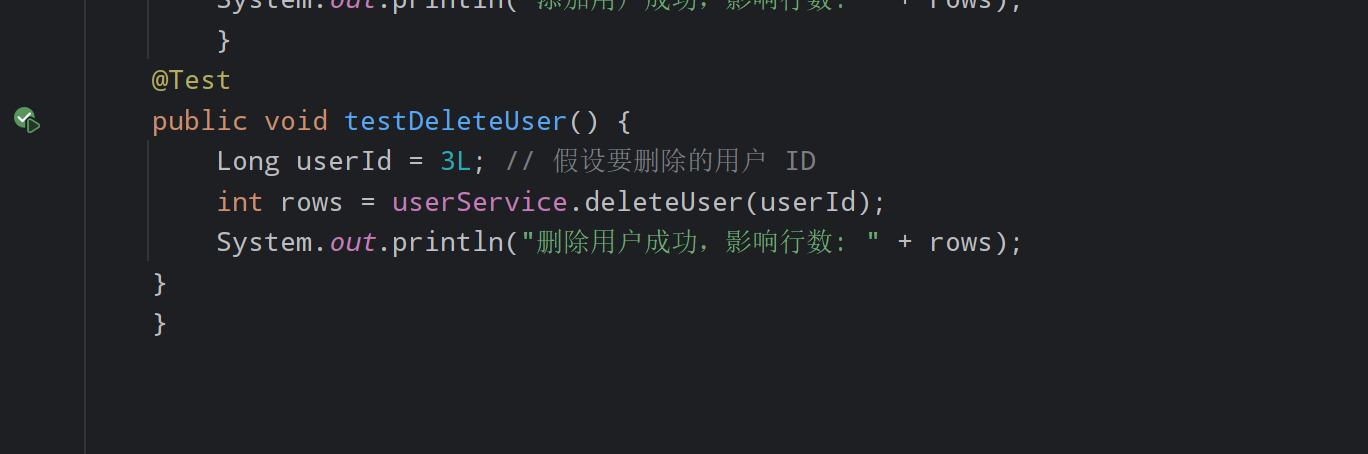 System.out.println("添加用户成功，影响行数: " + rows);
}
@Test
public void testDeleteUser() {
Long userId = 3L; // 假设要删除的用户 ID
int rows = userService.deleteUser(userId);
System.out.println("删除用户成功，影响行数: " + rows);
}
}